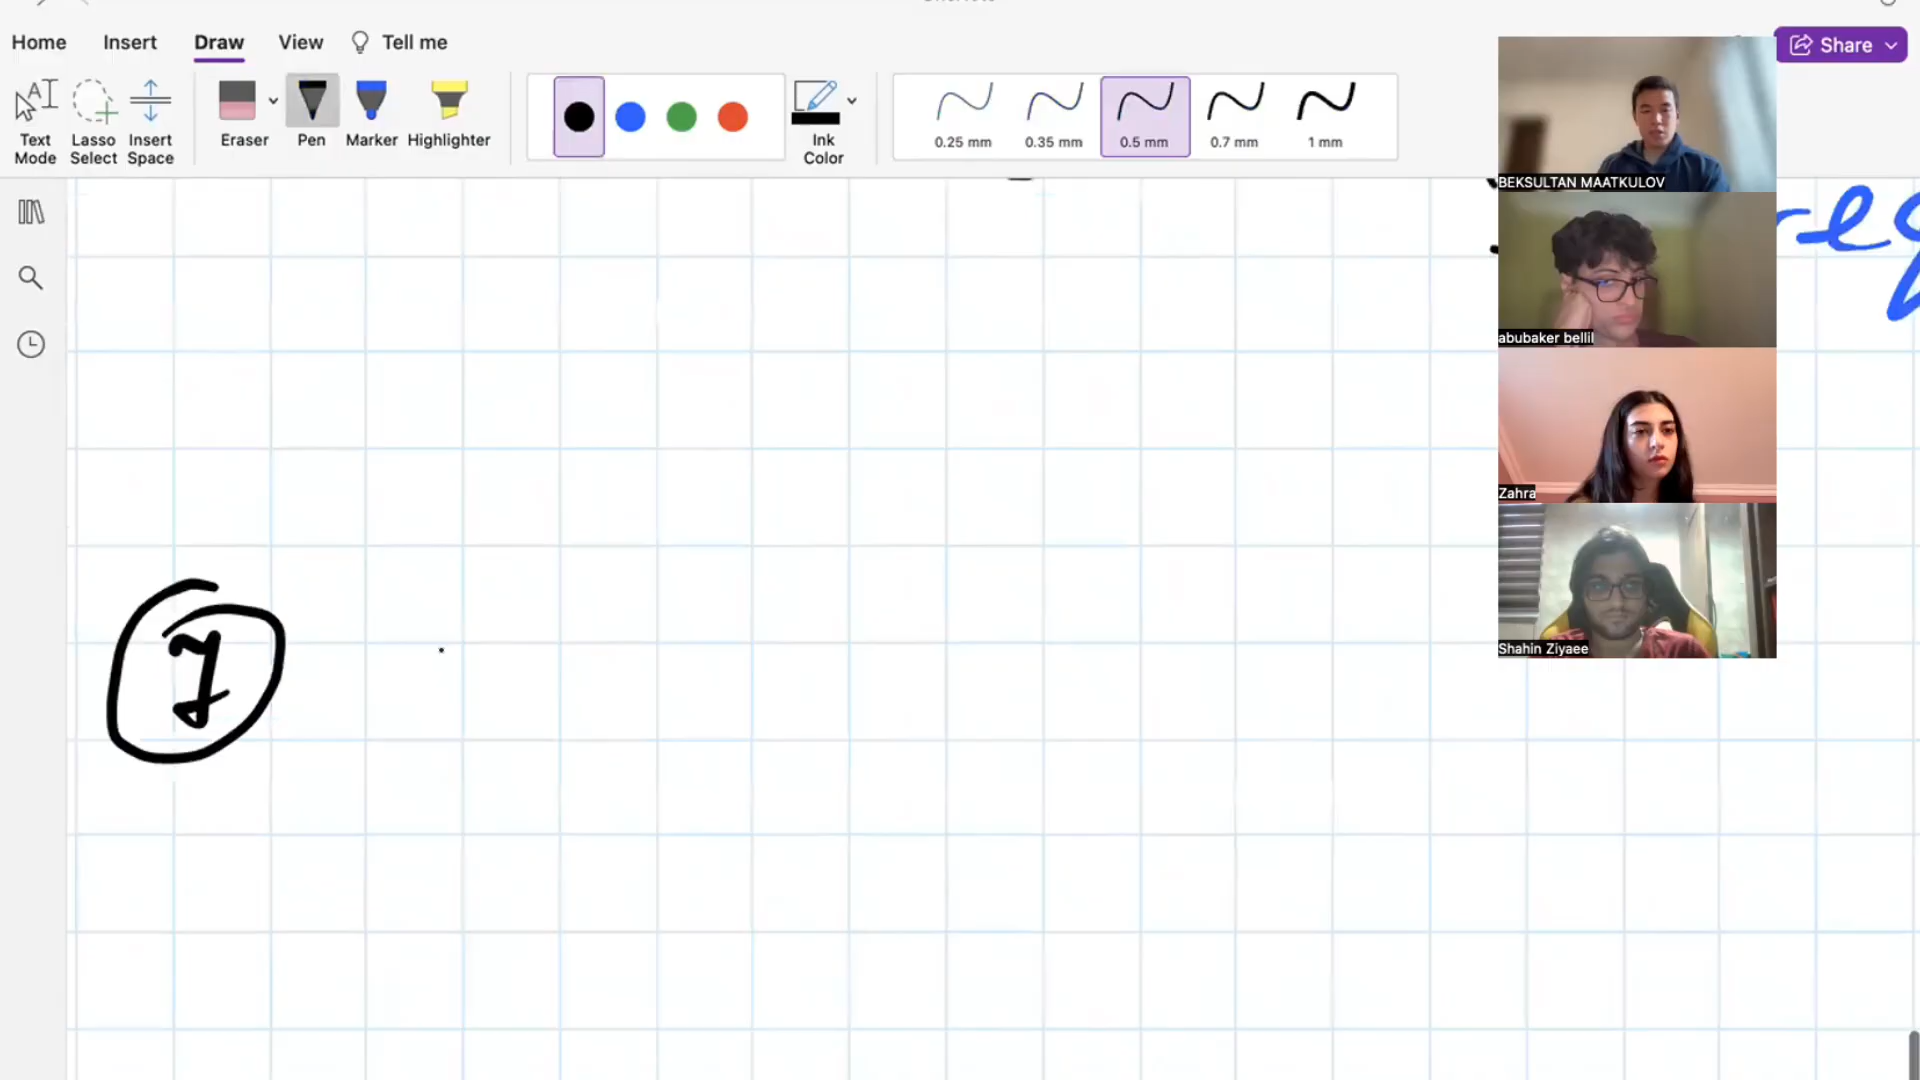 Home Insert Draw View Tell me
Share
Text Mode
Lasso Select
Insert Space
Eraser
Pen
Marker
Highlighter
Ink Color
0.25 mm
0.35 mm
0.5 mm
0.7 mm
1 mm
BEKSULTAN MAATKULOV
abubaker bellil
Zahra
Shahin Ziyaee